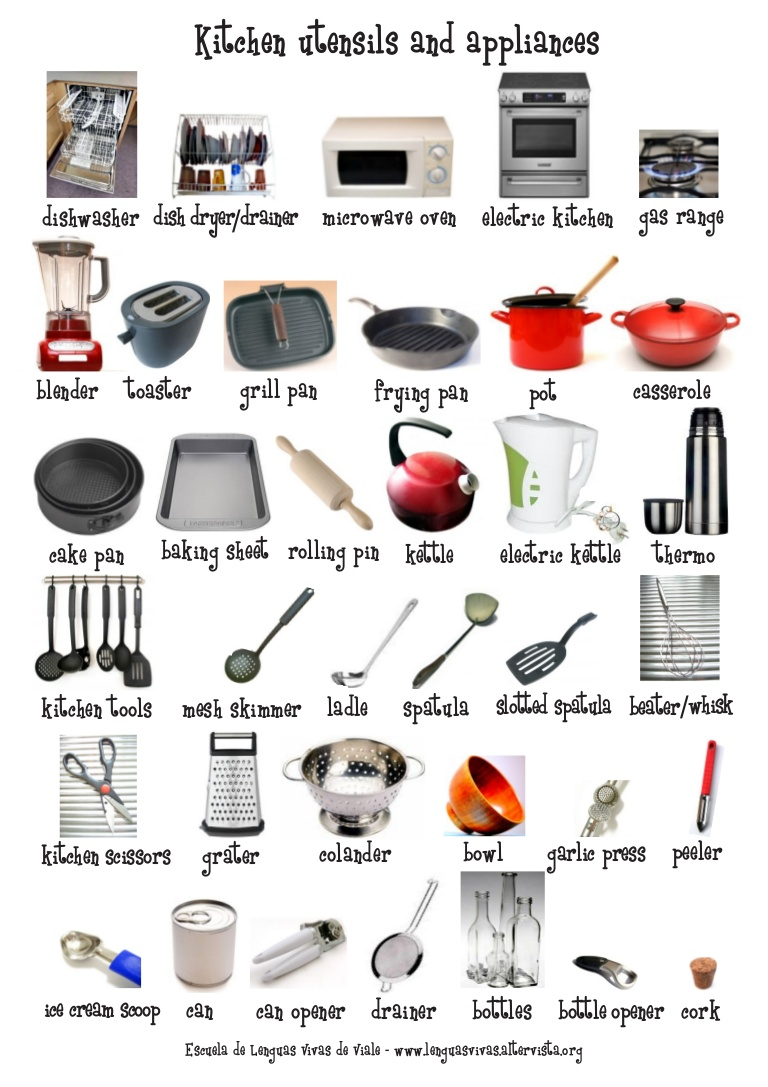 Kitchen utensils and appliances
dishwasher dish dryer/drainer microwave oven electric kitchen gas range
blender toaster grill pan frying pan pot casserole
cake pan baking sheet rolling pin kettle electric kettle thermo
kitchen tools mesh skimmer ladle spatula slotted spatula beater/whisk
kitchen scissors grater colander bowl garlic press peeler
ice cream scoop can can opener drainer bottles bottle opener cork
Escuela de Lenguas Vivas de Viale - www.lenguasvivas.altervista.org